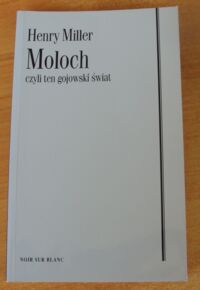 Henry Miller
Moloch
czyli ten gojowski świat
NOIR SUR BLANC